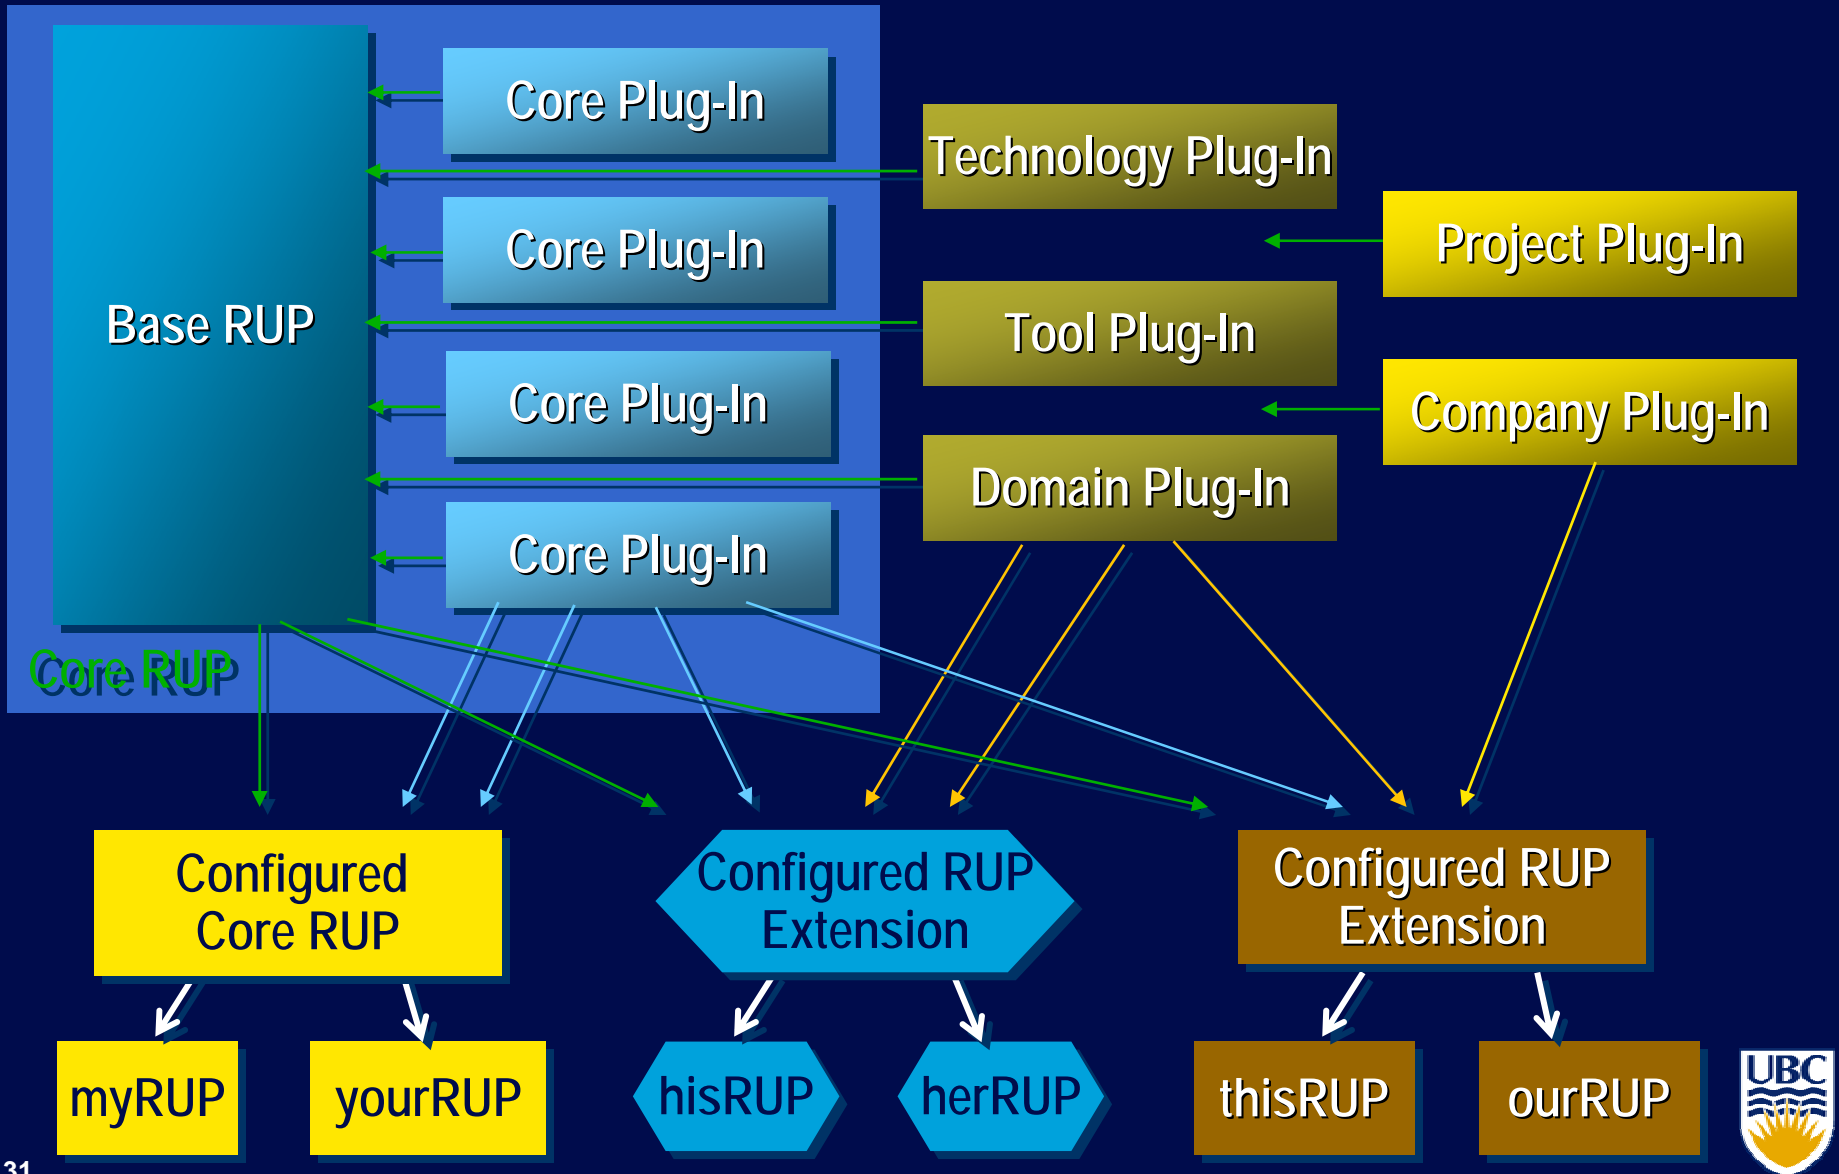 Core Plug-In
Technology Plug-In
Core Plug-In
Project Plug-In
Base RUP
Tool Plug-In
Core Plug-In
Company Plug-In
Domain Plug-In
Core Plug-In
Core RUP
Configured
Core RUP
Configured RUP
Extension
Configured RUP
Extension
myRUP
yourRUP
hisRUP
herRUP
thisRUP
ourRUP
UBC
31